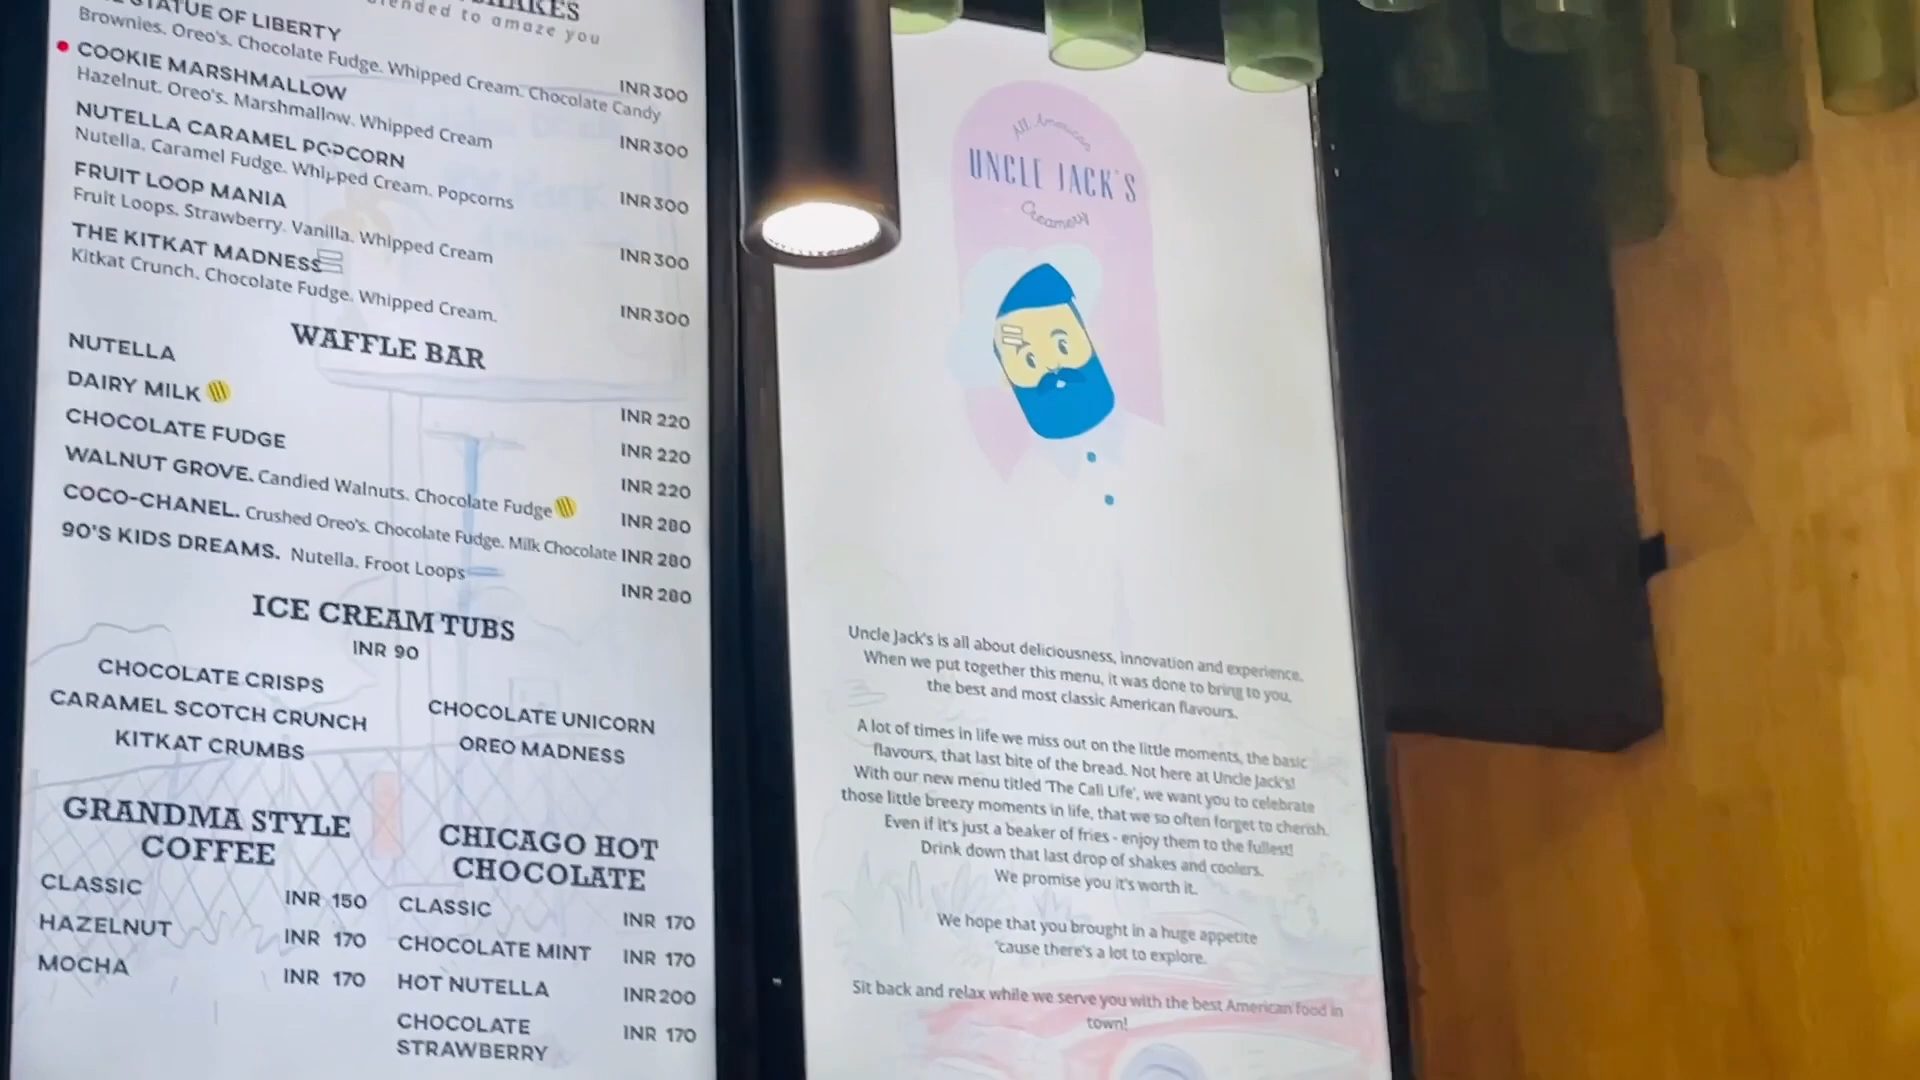 STATUE OF LIBERTY
Brownies, Oreo's, Chocolate Fudge, Whipped Cream, Chocolate Candy
INR 300
COOKIE MARSHMALLOW
Hazelnut, Oreo's, Marshmallow, Whipped Cream
INR 300
NUTELLA CARAMEL POPCORN
Nutella, Caramel Fudge, Whipped Cream, Popcorns
INR 300
FRUIT LOOP MANIA
Fruit Loops, Strawberry, Vanilla, Whipped Cream
INR 300
THE KITKAT MADNESS
Kitkat Crunch, Chocolate Fudge, Whipped Cream.
INR 300
WAFFLE BAR
NUTELLA INR 220
DAIRY MILK INR 220
CHOCOLATE FUDGE INR 220
WALNUT GROVE. Candied Walnuts, Chocolate Fudge INR 280
COCO-CHANEL. Crushed Oreo's, Chocolate Fudge, Milk Chocolate INR 280
90'S KIDS DREAMS. Nutella, Froot Loops INR 280
ICE CREAM TUBS
INR 90
CHOCOLATE CRISPS
CARAMEL SCOTCH CRUNCH
KITKAT CRUMBS
CHOCOLATE UNICORN
OREO MADNESS
GRANDMA STYLE
COFFEE
CLASSIC INR 150
HAZELNUT INR 170
MOCHA INR 170
CHICAGO HOT
CHOCOLATE
CLASSIC INR 170
CHOCOLATE MINT INR 170
HOT NUTELLA INR 200
CHOCOLATE
STRAWBERRY INR 170
All American
UNCLE JACK'S
Creamery
Uncle Jack's is all about deliciousness, innovation and experience.
When we put together this menu, it was done to bring to you,
the best and most classic American flavours.
A lot of times in life we miss out on the little moments, the basic
flavours, that last bite of the bread. Not here at Uncle Jack's!
With our new menu titled 'The Cali Life', we want you to celebrate
those little breezy moments in life, that we so often forget to cherish.
Even if it's just a beaker of fries - enjoy them to the fullest!
Drink down that last drop of shakes and coolers.
We promise you it's worth it.
We hope that you brought in a huge appetite
'cause there's a lot to explore.
Sit back and relax while we serve you with the best American food in
town!